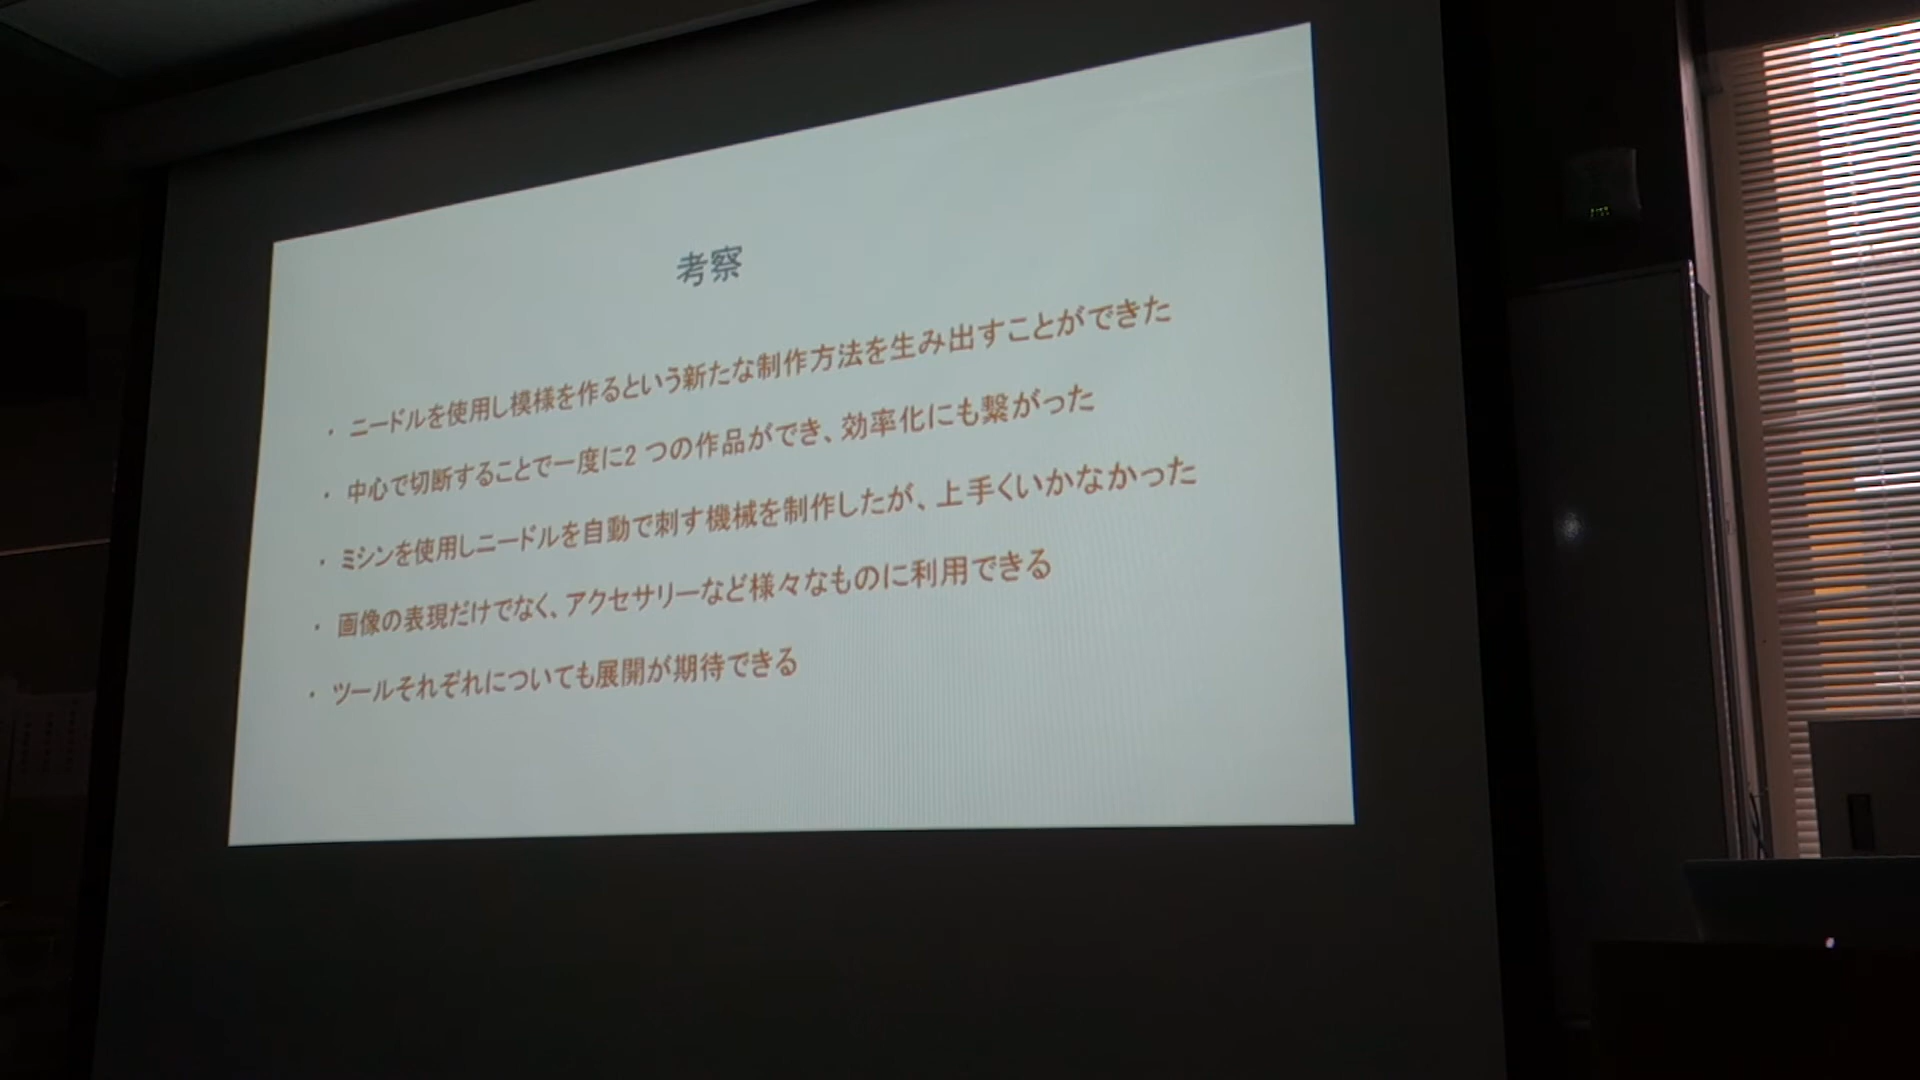 考察
・ ニードルを使用し模様を作るという新たな制作方法を生み出すことができた
・ 中心で切断することで一度に2 つの作品ができ、効率化にも繋がった
・ ミシンを使用しニードルを自動で刺す機械を制作したが、上手くいかなかった
・ 画像の表現だけでなく、アクセサリーなど様々なものに利用できる
・ ツールそれぞれについても展開が期待できる